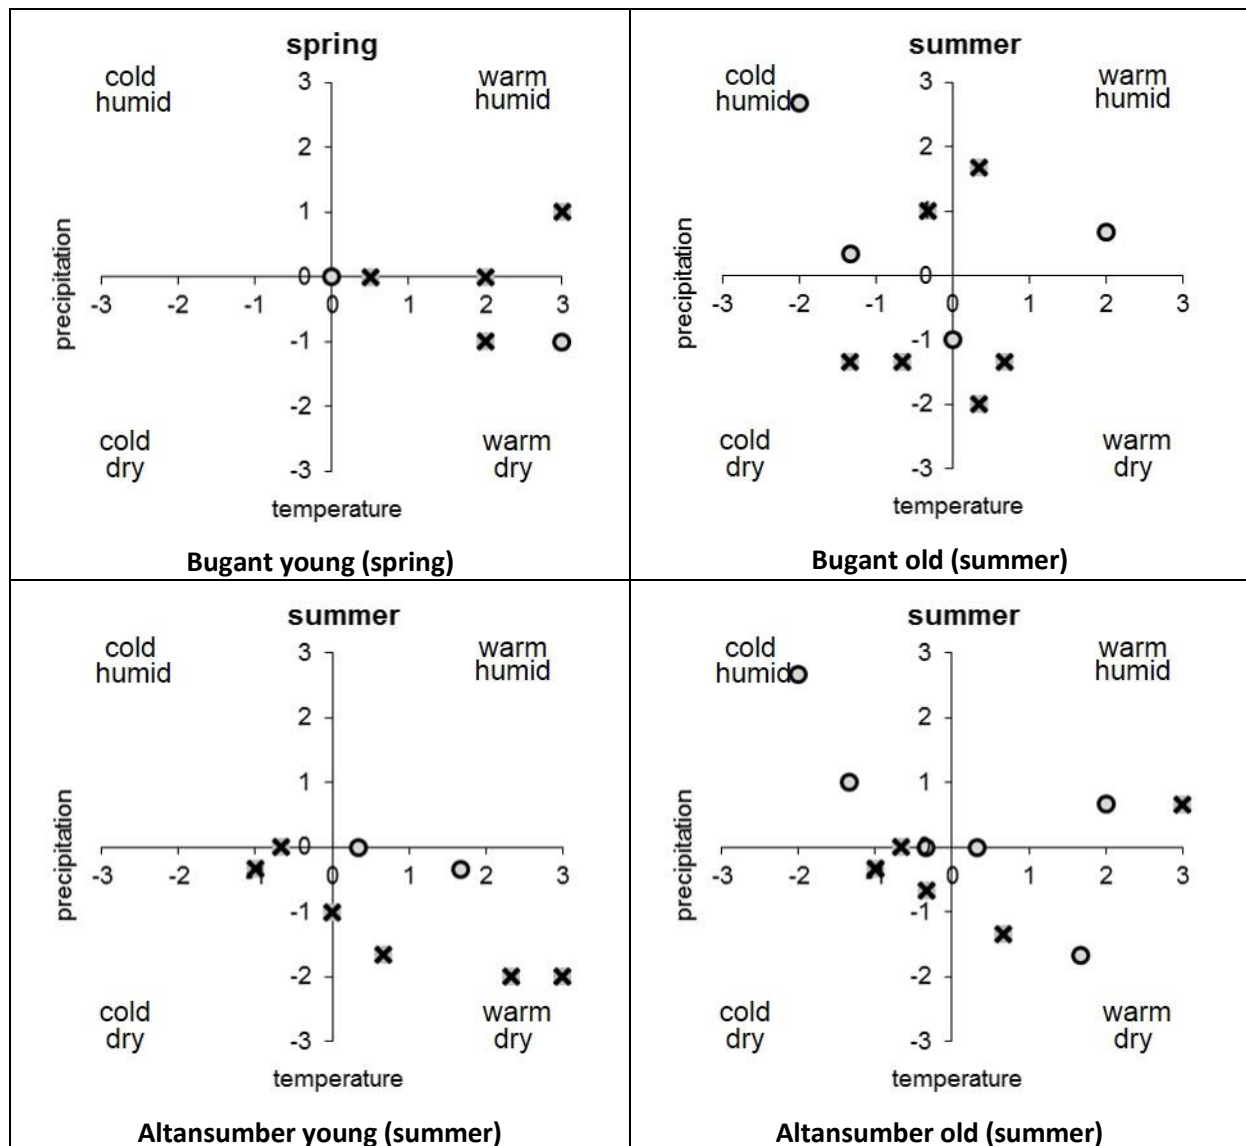 spring
cold
humid
warm
humid
3
2
1
0
-3 -2 -1 0 1 2 3
-1
-2
-3
precipitation
cold
dry
warm
dry
temperature
Bugant young (spring)
summer
cold
humid
warm
humid
3
2
1
0
-3 -2 -1 0 1 2 3
-1
-2
-3
precipitation
cold
dry
warm
dry
temperature
Bugant old (summer)
summer
cold
humid
warm
humid
3
2
1
0
-3 -2 -1 0 1 2 3
-1
-2
-3
precipitation
cold
dry
warm
dry
temperature
Altansumber young (summer)
summer
cold
humid
warm
humid
3
2
1
0
-3 -2 -1 0 1 2 3
-1
-2
-3
precipitation
cold
dry
warm
dry
temperature
Altansumber old (summer)